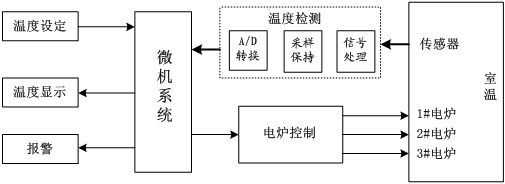 温度设定
温度显示
报警
微机系统
温度检测
A/D
转换
采样
保持
信号
处理
电炉控制
传感器
室温
1#电炉
2#电炉
3#电炉